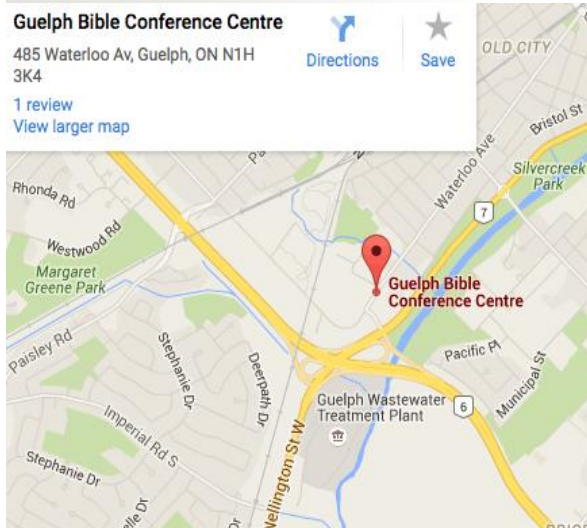 Guelph Bible Conference Centre
485 Waterloo Av, Guelph, ON N1H
3K4
1 review
View larger map
Directions
Save
OLD CITY
Bristol St
Waterloo Ave
Silvercreek
Park
Rhonda Rd
7
Westwood Rd
Margaret
Greene Park
Guelph Bible
Conference Centre
Paisley Rd
Stephanie Dr
Deerpath Dr
Pacific Pl
Municipal St
Guelph Wastewater
Treatment Plant
6
Imperial Rd S
Stephanie Dr
Wellington St W